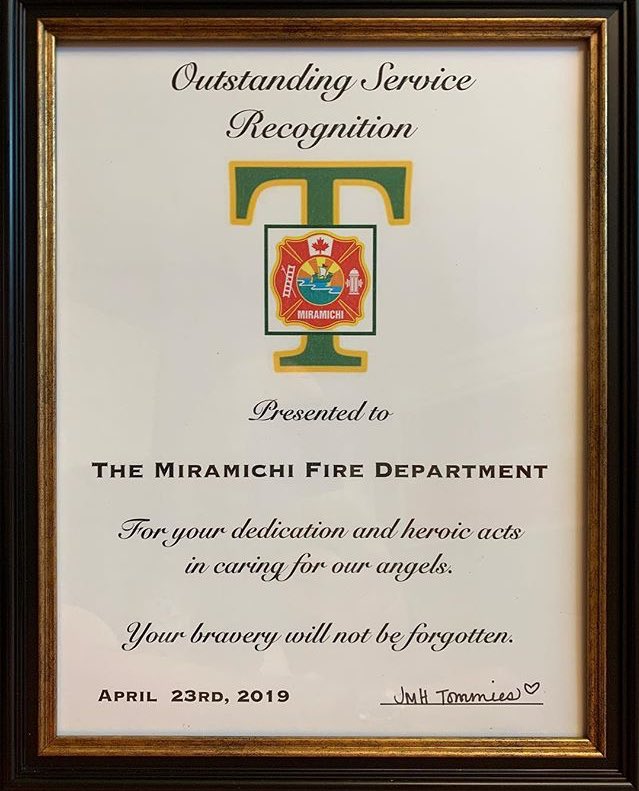 Outstanding Service
Recognition
T
MIRAMICHI
Presented to
THE MIRAMICHI FIRE DEPARTMENT
For your dedication and heroic acts
in caring for our angels.
Your bravery will not be forgotten.
APRIL 23RD, 2019
JMH Tommies♡